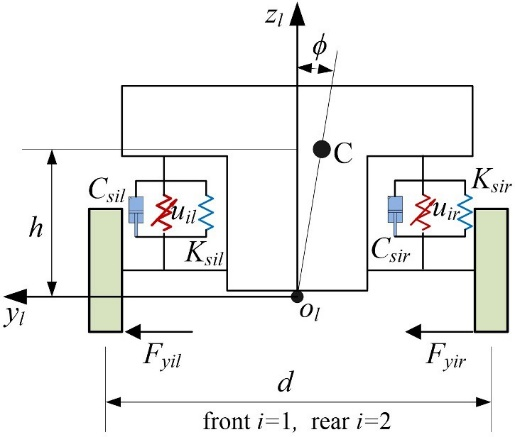 z_l
ϕ
C
C_sil
u_il
K_sil
K_sir
u_ir
C_sir
h
y_l
o_l
F_yil
F_yir
d
front i=1, rear i=2